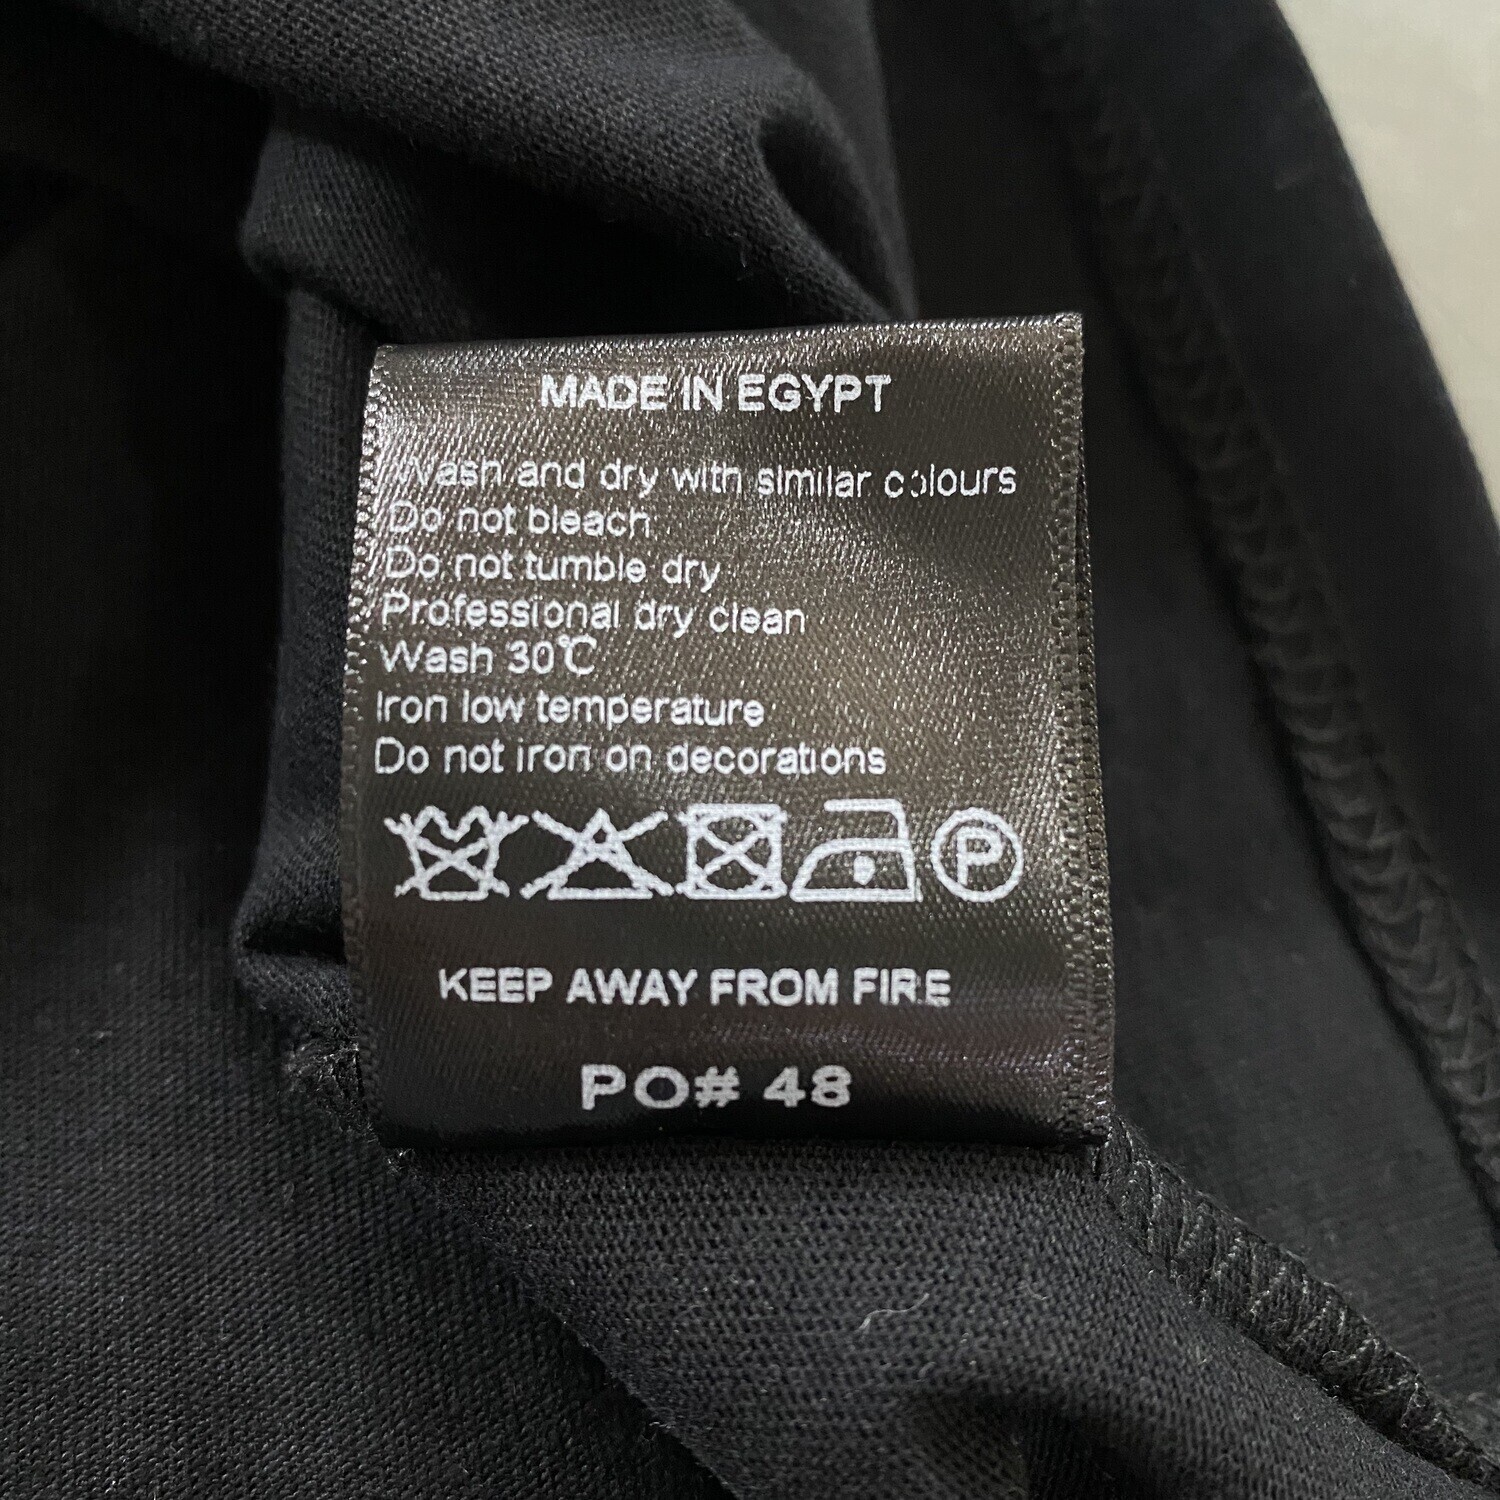 MADE IN EGYPT
Wash and dry with similar colours
Do not bleach
Do not tumble dry
Professional dry clean
Wash 30℃
Iron low temperature
Do not iron on decorations
P
KEEP AWAY FROM FIRE
PO# 48